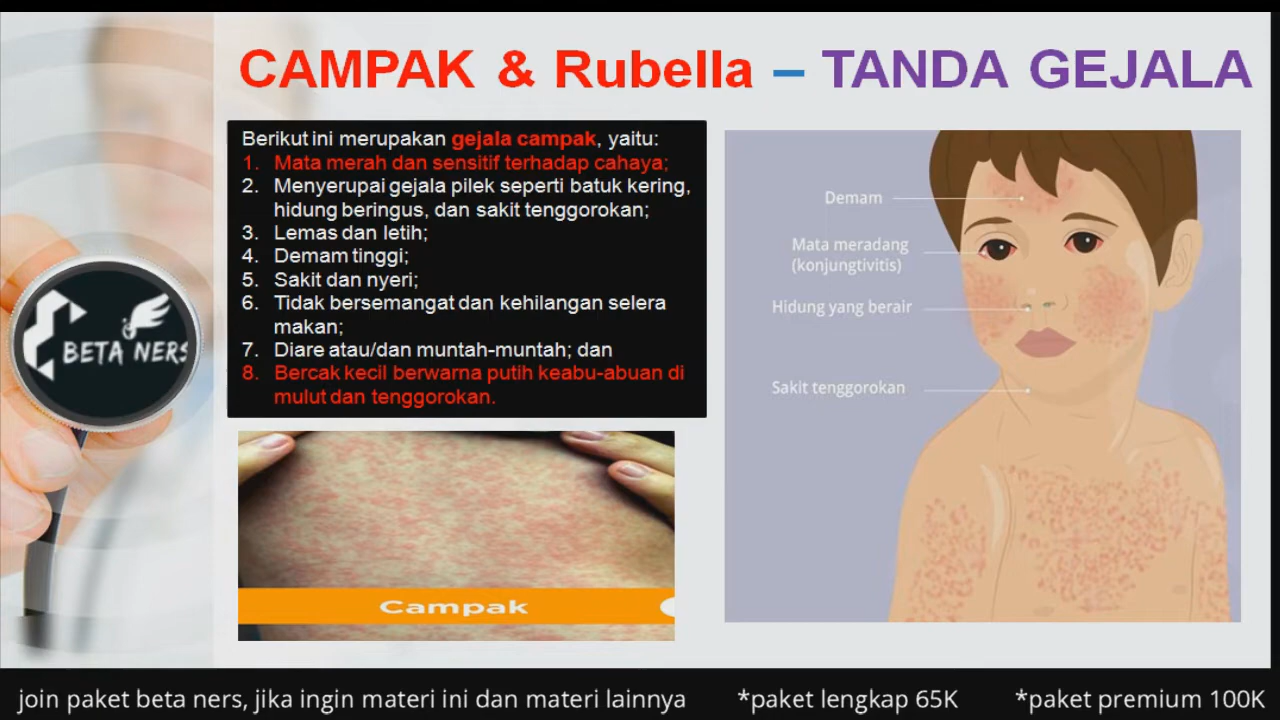 CAMPAK & Rubella – TANDA GEJALA
Berikut ini merupakan gejala campak, yaitu:
1. Mata merah dan sensitif terhadap cahaya;
2. Menyerupai gejala pilek seperti batuk kering,
hidung beringus, dan sakit tenggorokan;
3. Lemas dan letih;
4. Demam tinggi;
5. Sakit dan nyeri;
6. Tidak bersemangat dan kehilangan selera
makan;
7. Diare atau/dan muntah-muntah; dan
8. Bercak kecil berwarna putih keabu-abuan di
mulut dan tenggorokan.
Demam
Mata meradang
(konjungtivitis)
Hidung yang berair
Sakit tenggorokan
BETA NERS
Campak
join paket beta ners, jika ingin materi ini dan materi lainnya *paket lengkap 65K *paket premium 100K